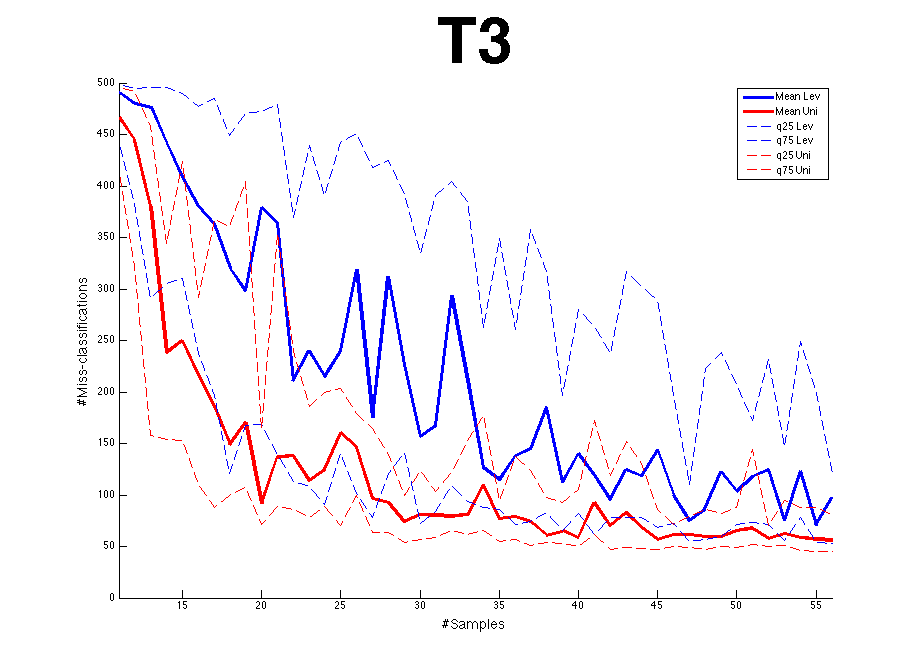 T3
500
450
400
350
300
250
200
150
100
50
0
#Miss-classifications
Mean Lev
Mean Uni
q25 Lev
q75 Lev
q25 Uni
q75 Uni
15 20 25 30 35 40 45 50 55
#Samples